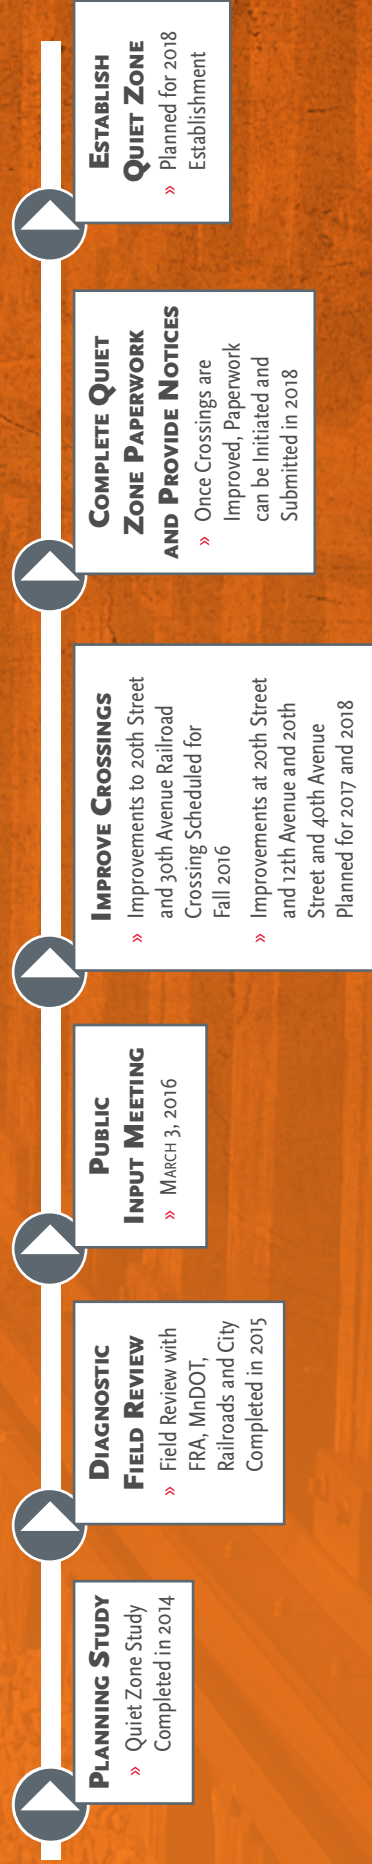 PLANNING STUDY
» Quiet Zone Study
Completed in 2014
DIAGNOSTIC
FIELD REVIEW
» Field Review with
FRA, MnDOT,
Railroads and City
Completed in 2015
PUBLIC
INPUT MEETING
» MARCH 3, 2016
IMPROVE CROSSINGS
» Improvements to 20th Street
and 30th Avenue Railroad
Crossing Scheduled for
Fall 2016
» Improvements at 20th Street
and 12th Avenue and 20th
Street and 40th Avenue
Planned for 2017 and 2018
COMPLETE QUIET
ZONE PAPERWORK
AND PROVIDE NOTICES
» Once Crossings are
Improved, Paperwork
can be Initiated and
Submitted in 2018
ESTABLISH
QUIET ZONE
» Planned for 2018
Establishment